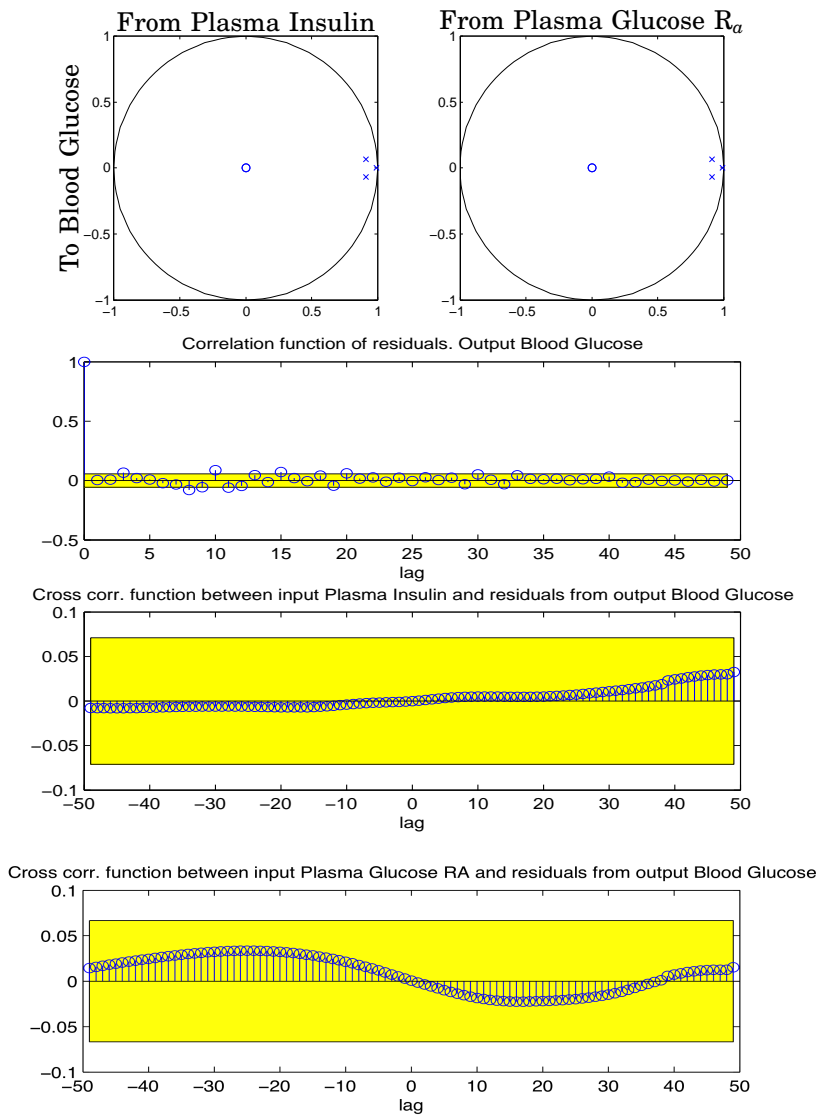 From Plasma Insulin
From Plasma Glucose Ra
To Blood Glucose
1
0.5
0
−0.5
−1
−1 −0.5 0 0.5 1
1
0.5
0
−0.5
−1
−1 −0.5 0 0.5 1
Correlation function of residuals. Output Blood Glucose
1
0.5
0
−0.5
0 5 10 15 20 25 30 35 40 45 50
lag
Cross corr. function between input Plasma Insulin and residuals from output Blood Glucose
0.1
0.05
0
−0.05
−0.1
−50 −40 −30 −20 −10 0 10 20 30 40 50
lag
Cross corr. function between input Plasma Glucose RA and residuals from output Blood Glucose
0.1
0.05
0
−0.05
−0.1
−50 −40 −30 −20 −10 0 10 20 30 40 50
lag